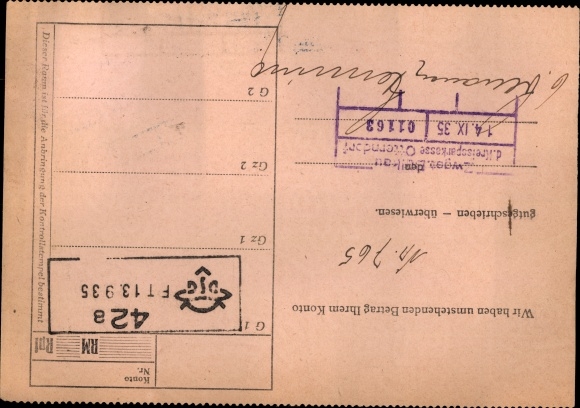 Konto
Nr.
RM
Rpf
Dieser Raum ist für die Anbringung der Kontrollstempel bestimmt
G 1
42a
FT 13.9 35
Gz 1
Gz 2
G 2
Wir haben umstehenden Betrag Ihrem Konto
Nr. 765
gutgeschrieben – überwiesen.
Zwgst.
d. Kreissparkasse Otterndorf
14. IX. 35
01163